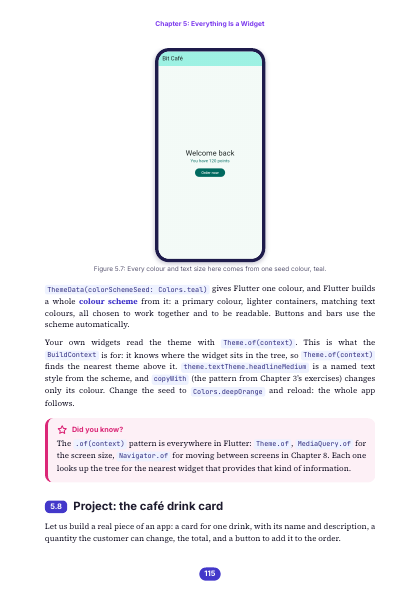 Chapter 5: Everything Is a Widget
Bit Café
Welcome back
You have 120 points
Order now
Figure 5.7: Every colour and text size here comes from one seed colour, teal.
ThemeData(colorSchemeSeed: Colors.teal) gives Flutter one colour, and Flutter builds
a whole colour scheme from it: a primary colour, lighter containers, matching text
colours, all chosen to work together and to be readable. Buttons and bars use the
scheme automatically.
Your own widgets read the theme with Theme.of(context). This is what the
BuildContext is for: it knows where the widget sits in the tree, so Theme.of(context)
finds the nearest theme above it. theme.textTheme.headlineMedium is a named text
style from the scheme, and copyWith (the pattern from Chapter 3's exercises) changes
only its colour. Change the seed to Colors.deepOrange and reload: the whole app
follows.
Did you know?
The .of(context) pattern is everywhere in Flutter: Theme.of, MediaQuery.of for
the screen size, Navigator.of for moving between screens in Chapter 8. Each one
looks up the tree for the nearest widget that provides that kind of information.
5.8 Project: the café drink card
Let us build a real piece of an app: a card for one drink, with its name and description, a
quantity the customer can change, the total, and a button to add it to the order.
115